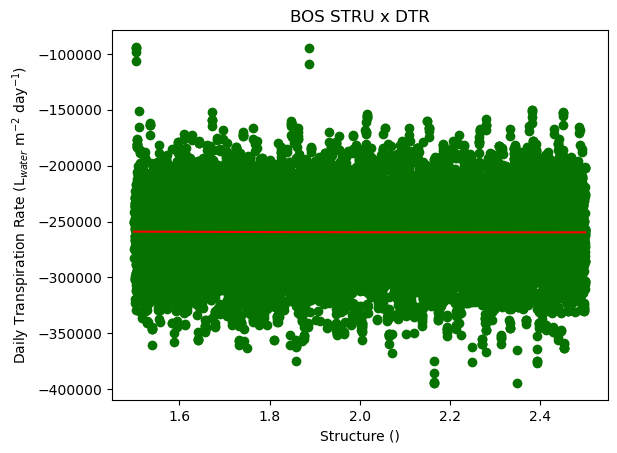 BOS STRU x DTR
Daily Transpiration Rate (L_water m⁻² day⁻¹)
−100000
−150000
−200000
−250000
−300000
−350000
−400000
1.6 1.8 2.0 2.2 2.4
Structure ()